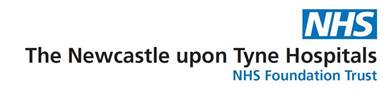 NHS
The Newcastle upon Tyne Hospitals
NHS Foundation Trust